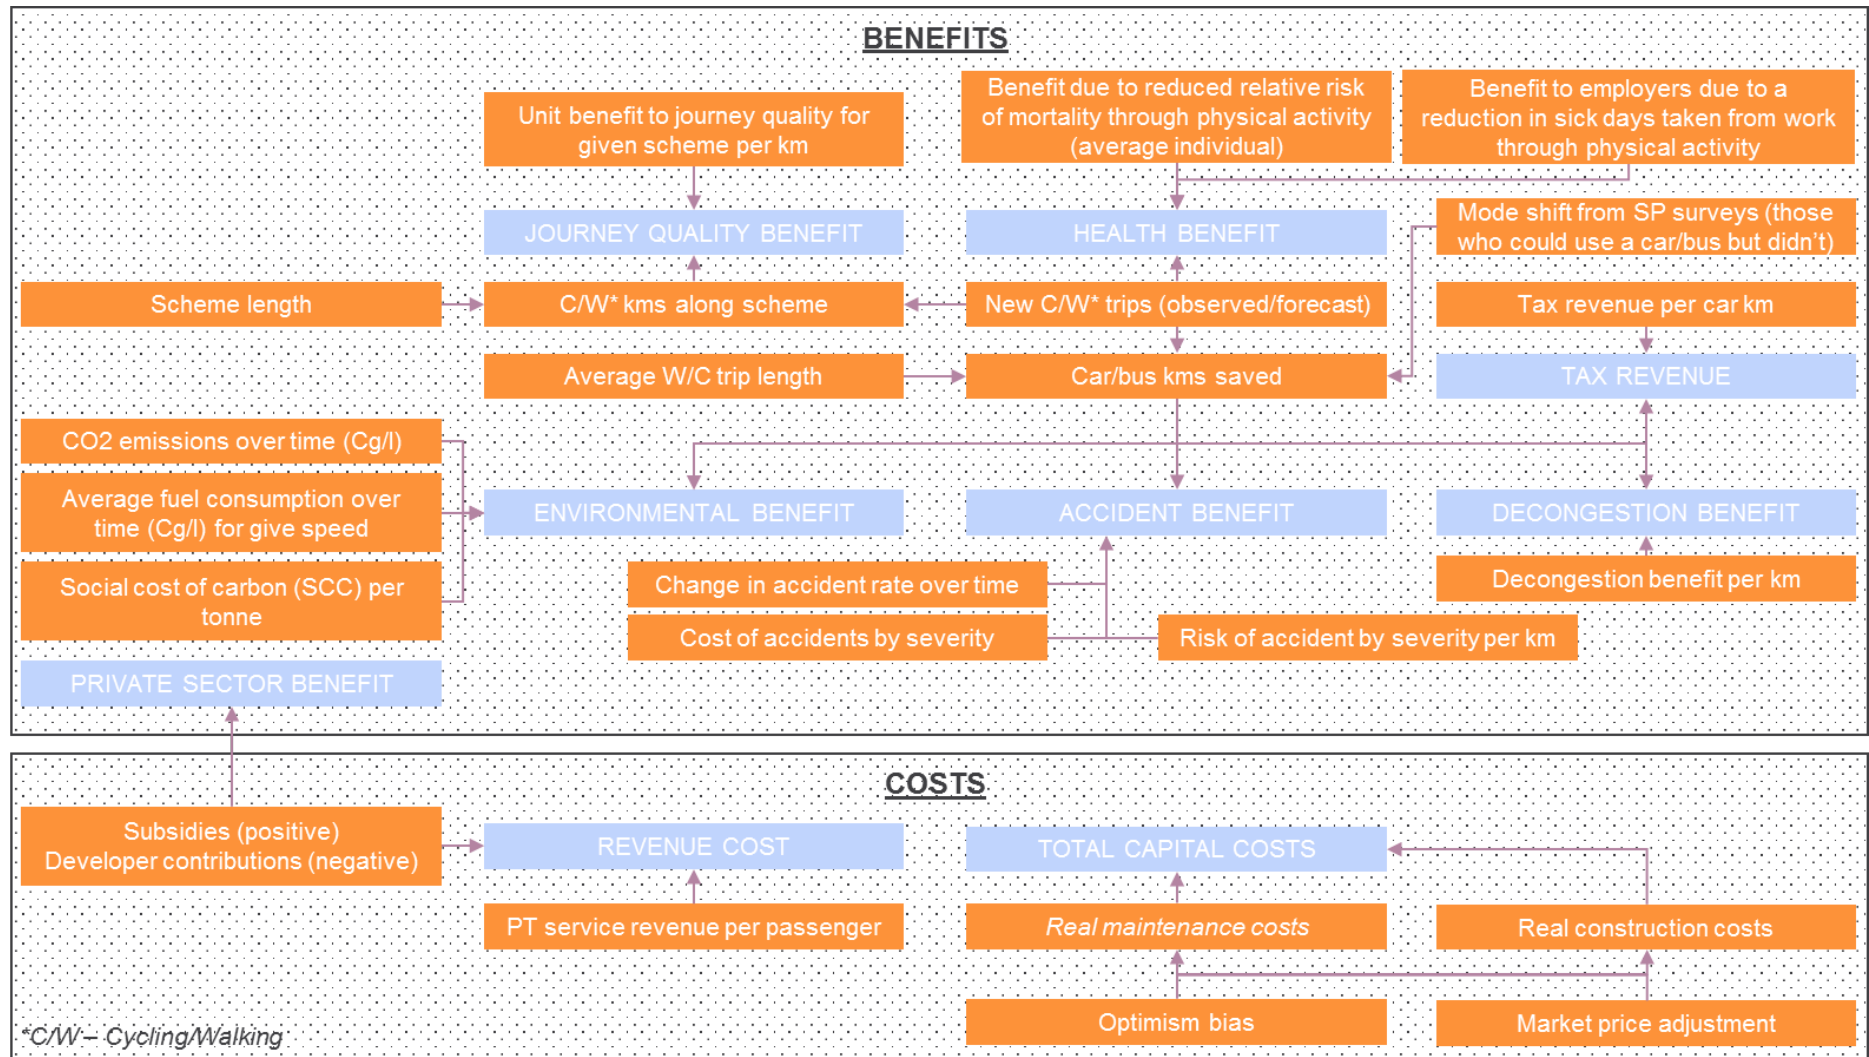 BENEFITS
Unit benefit to journey quality for
given scheme per km
Benefit due to reduced relative risk
of mortality through physical activity
(average individual)
Benefit to employers due to a
reduction in sick days taken from work
through physical activity
JOURNEY QUALITY BENEFIT
HEALTH BENEFIT
Mode shift from SP surveys (those
who could use a car/bus but didn't)
Scheme length
C/W* kms along scheme
New C/W* trips (observed/forecast)
Tax revenue per car km
Average W/C trip length
Car/bus kms saved
TAX REVENUE
CO2 emissions over time (Cg/l)
Average fuel consumption over
time (Cg/l) for give speed
ENVIRONMENTAL BENEFIT
ACCIDENT BENEFIT
DECONGESTION BENEFIT
Social cost of carbon (SCC) per
tonne
Change in accident rate over time
Decongestion benefit per km
Cost of accidents by severity
Risk of accident by severity per km
PRIVATE SECTOR BENEFIT
COSTS
Subsidies (positive)
Developer contributions (negative)
REVENUE COST
TOTAL CAPITAL COSTS
PT service revenue per passenger
Real maintenance costs
Real construction costs
Optimism bias
Market price adjustment
*C/W – Cycling/Walking